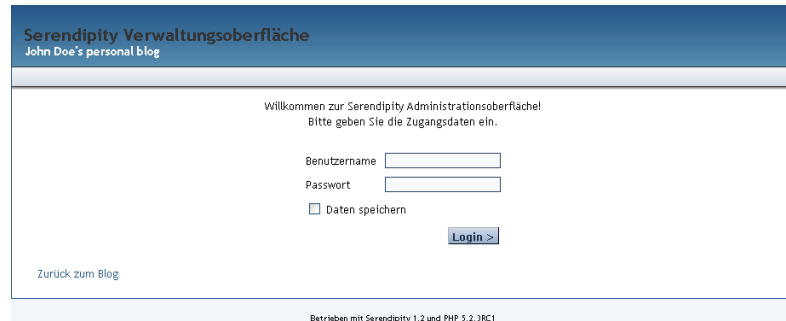 Serendipity Verwaltungsoberfläche
John Doe's personal blog
Willkommen zur Serendipity Administrationsoberfläche!
Bitte geben Sie die Zugangsdaten ein.
Benutzername
Passwort
Daten speichern
Login >
Zurück zum Blog
Betrieben mit Serendipity 1.2 und PHP 5.2.3RC1